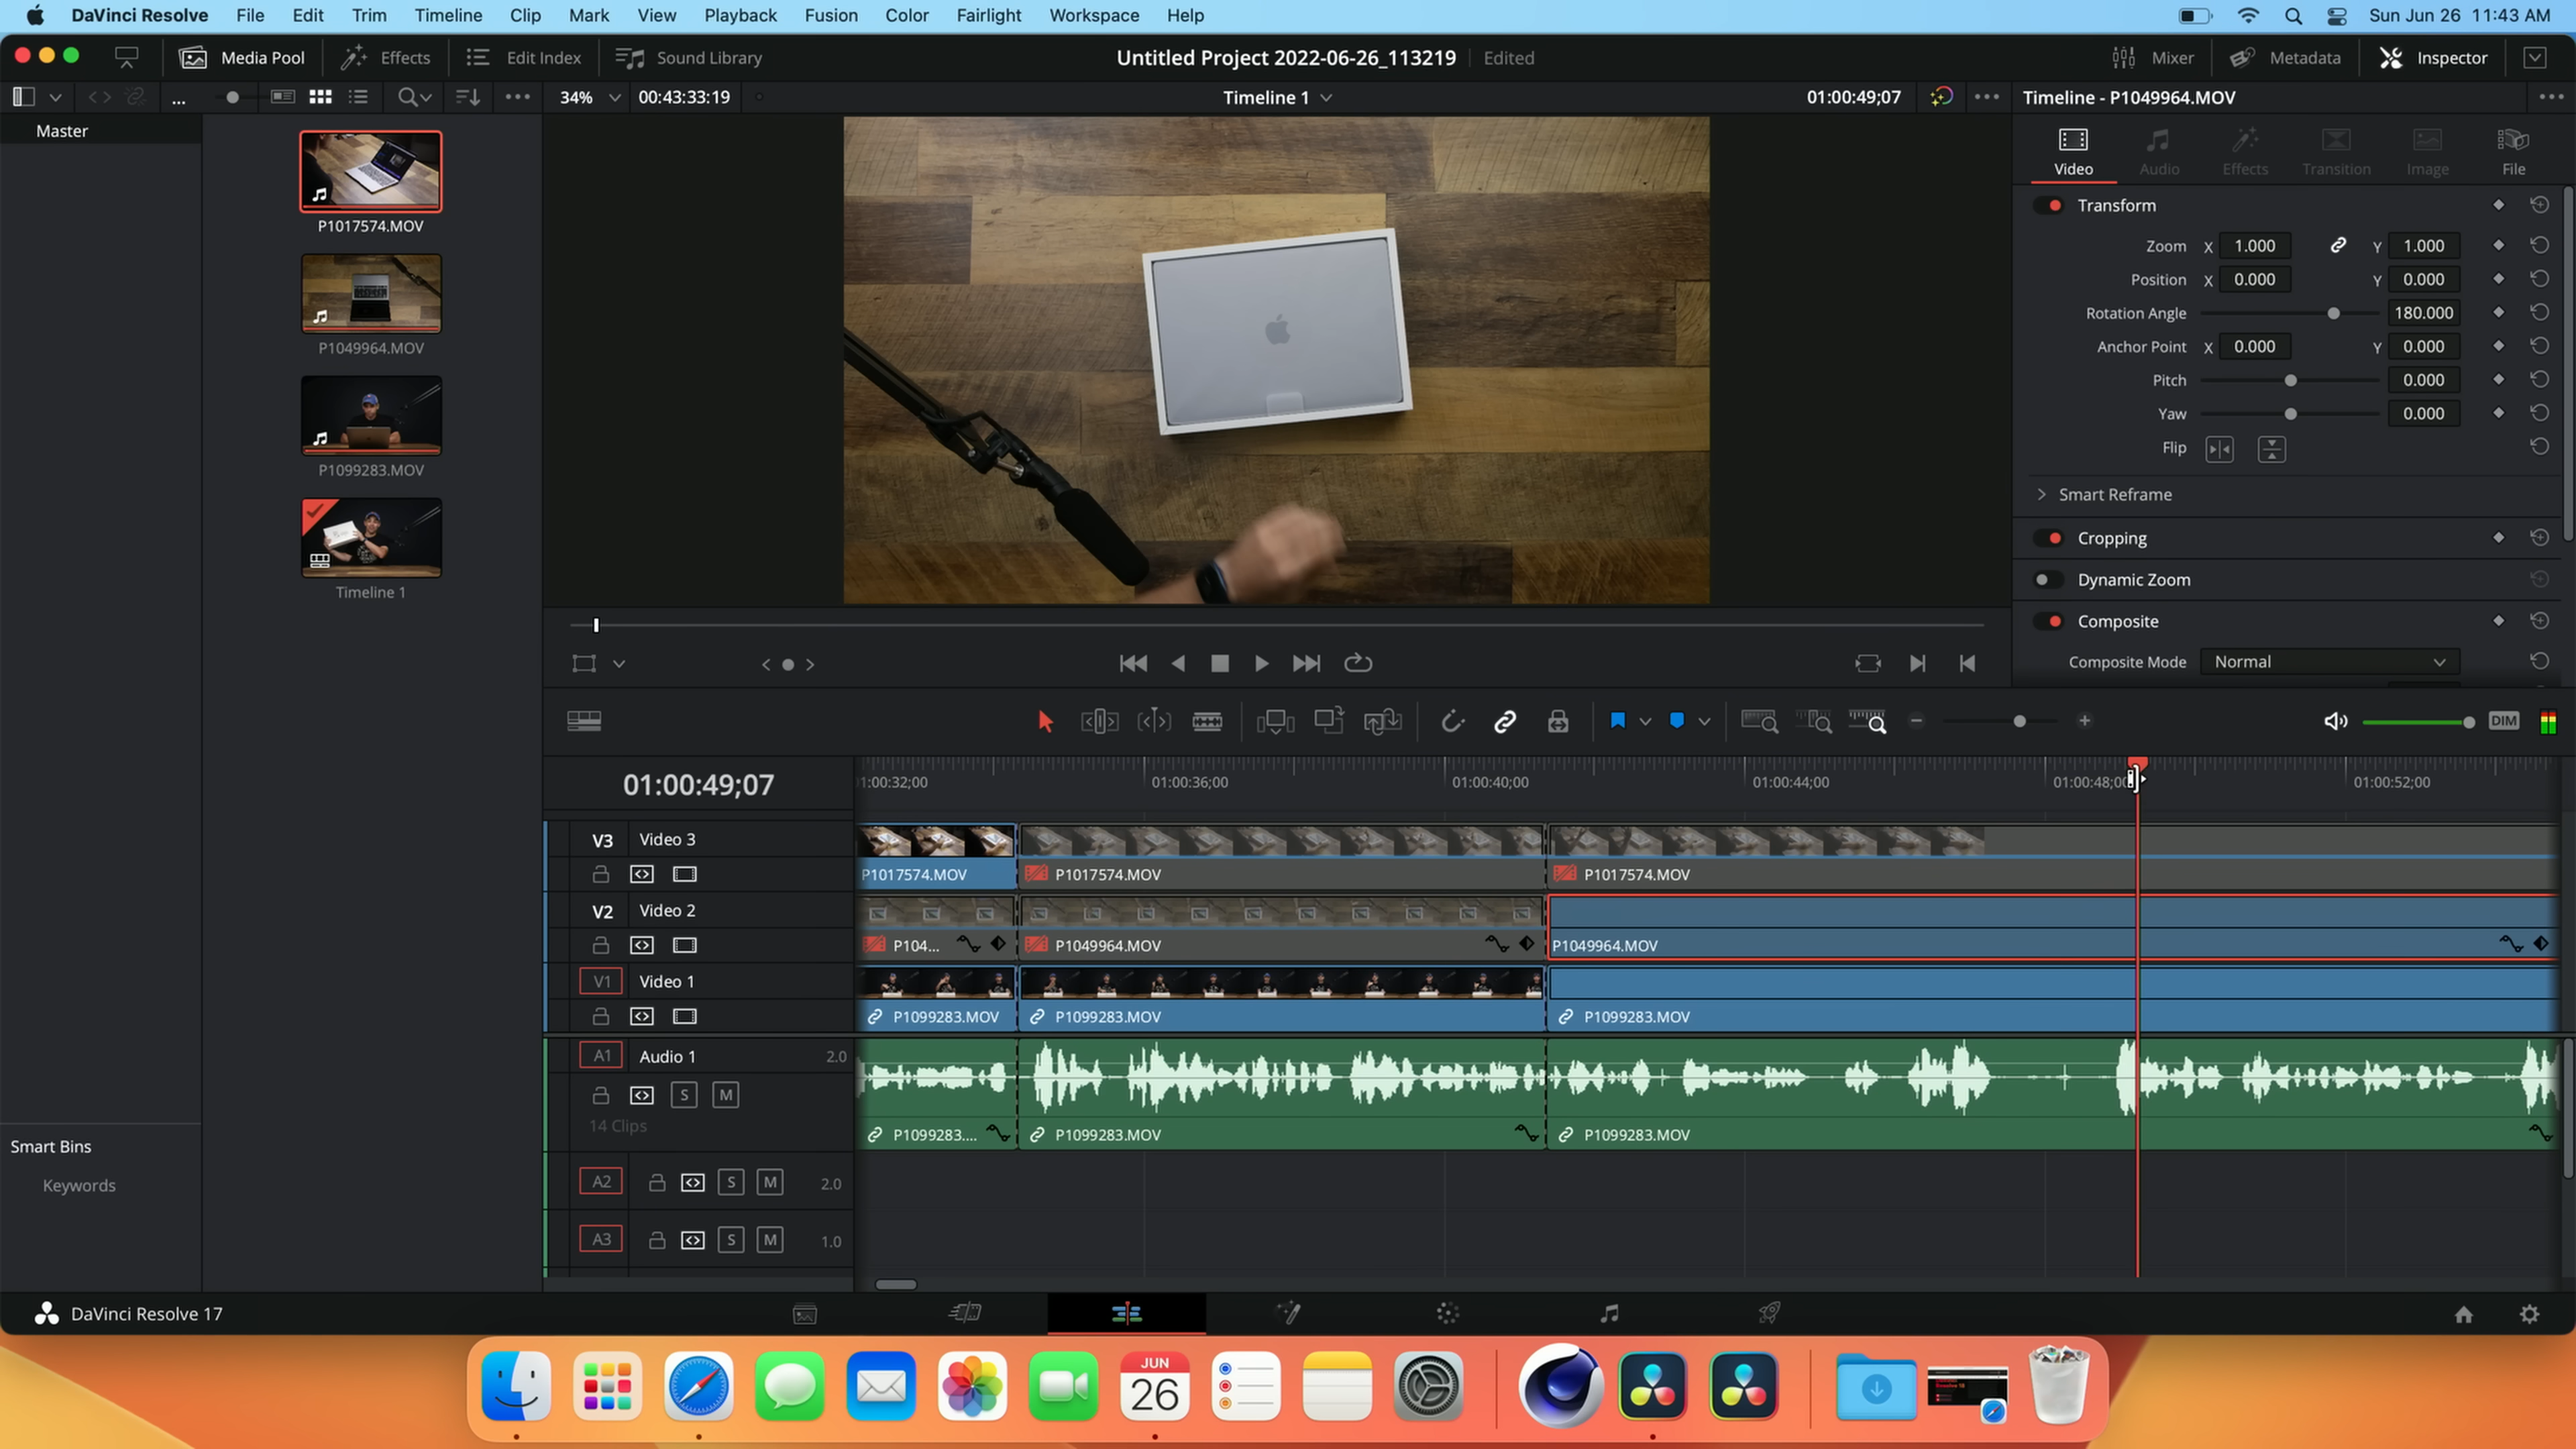 DaVinci Resolve File Edit Trim Timeline Clip Mark View Playback Fusion Color Fairlight Workspace Help Sun Jun 26 11:43 AM
Media Pool Effects Edit Index Sound Library Untitled Project 2022-06-26_113219 Edited Mixer Metadata Inspector
... 34% 00:43:33:19 Timeline 1 01:00:49;07 Timeline - P1049964.MOV
Master
P1017574.MOV
P1049964.MOV
P1099283.MOV
Timeline 1
Smart Bins
Keywords
Video Audio Effects Transition Image File
Transform
Zoom X 1.000 Y 1.000
Position X 0.000 Y 0.000
Rotation Angle 180.000
Anchor Point X 0.000 Y 0.000
Pitch 0.000
Yaw 0.000
Flip
Smart Reframe
Cropping
Dynamic Zoom
Composite
Composite Mode Normal
DIM
01:00:49;07 1:00:32;00 01:00:36;00 01:00:40;00 01:00:44;00 01:00:48;00 01:00:52;00
V3 Video 3
P1017574.MOV P1017574.MOV P1017574.MOV
V2 Video 2
P104... P1049964.MOV P1049964.MOV
V1 Video 1
P1099283.MOV P1099283.MOV P1099283.MOV
A1 Audio 1 2.0
S M
14 Clips
P1099283.... P1099283.MOV P1099283.MOV
A2 S M 2.0
A3 S M 1.0
DaVinci Resolve 17
JUN
26